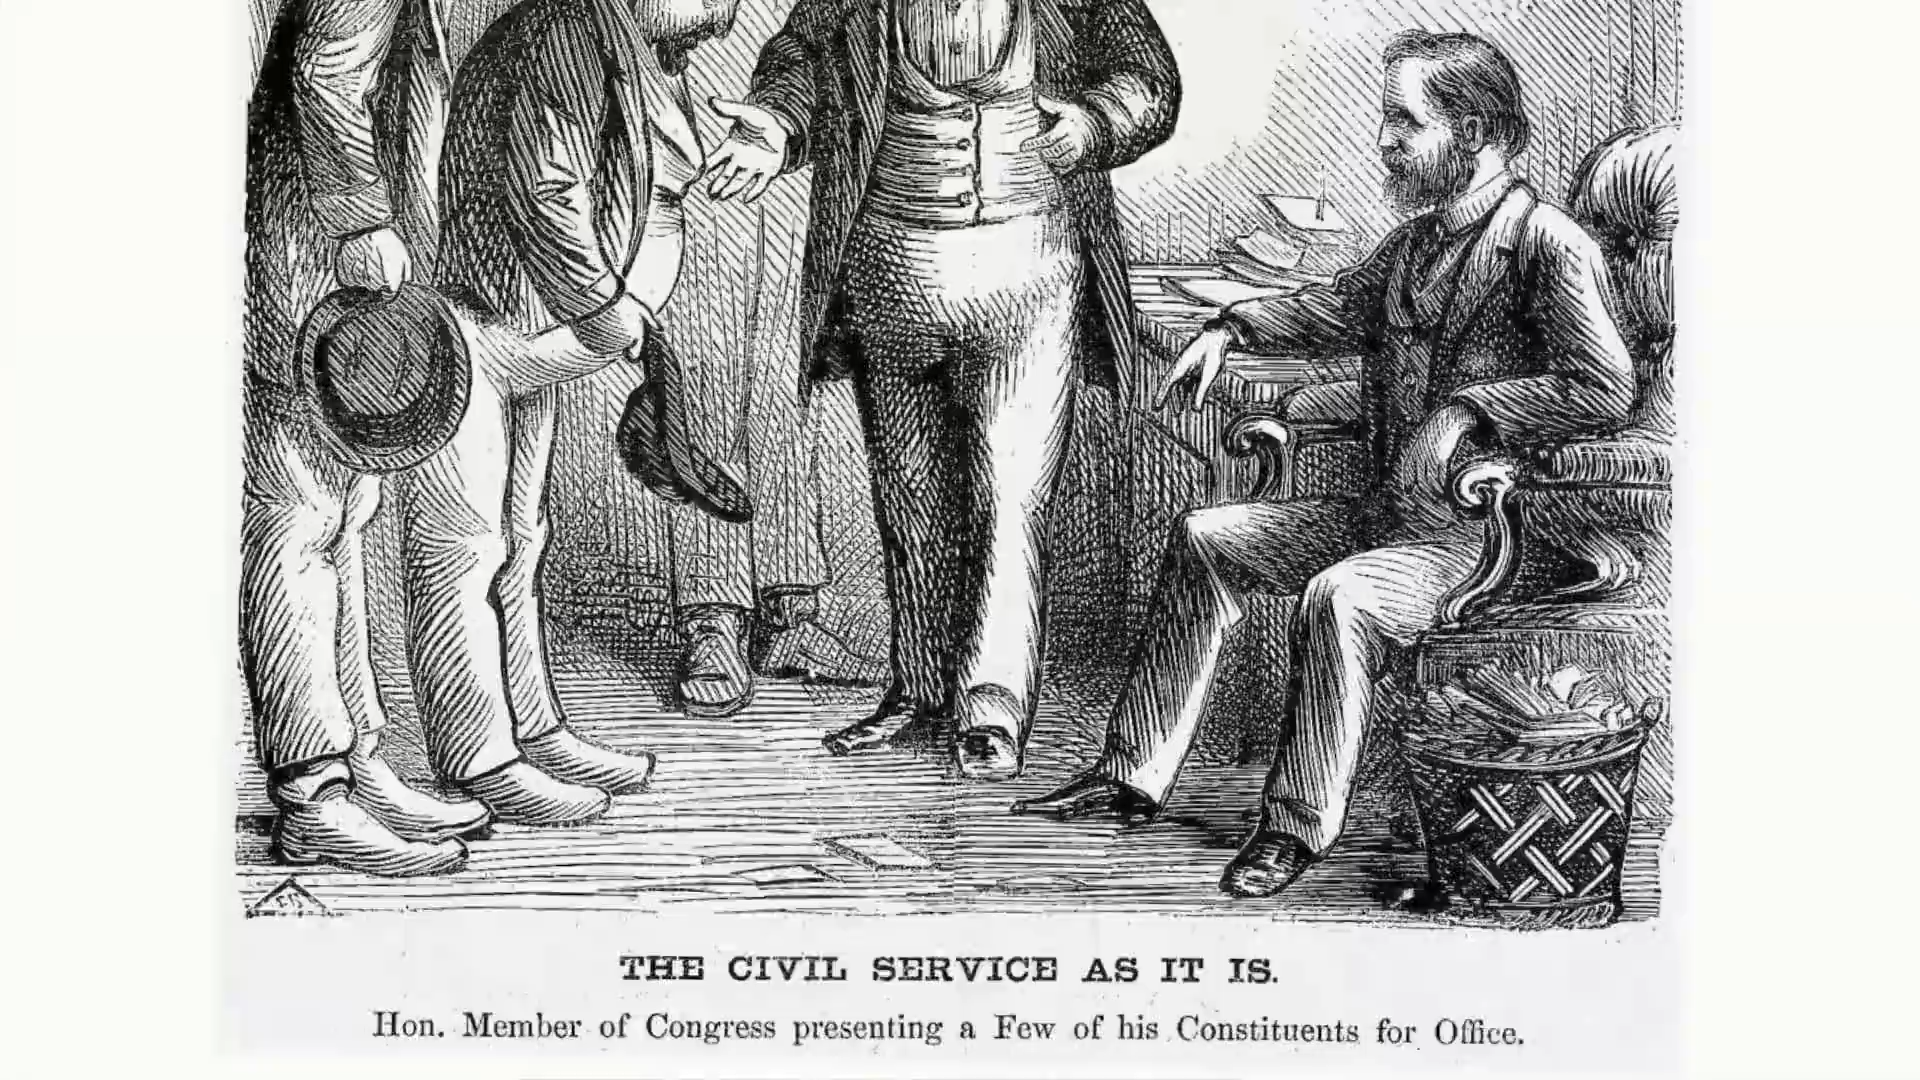 THE CIVIL SERVICE AS IT IS.
Hon. Member of Congress presenting a Few of his Constituents for Office.